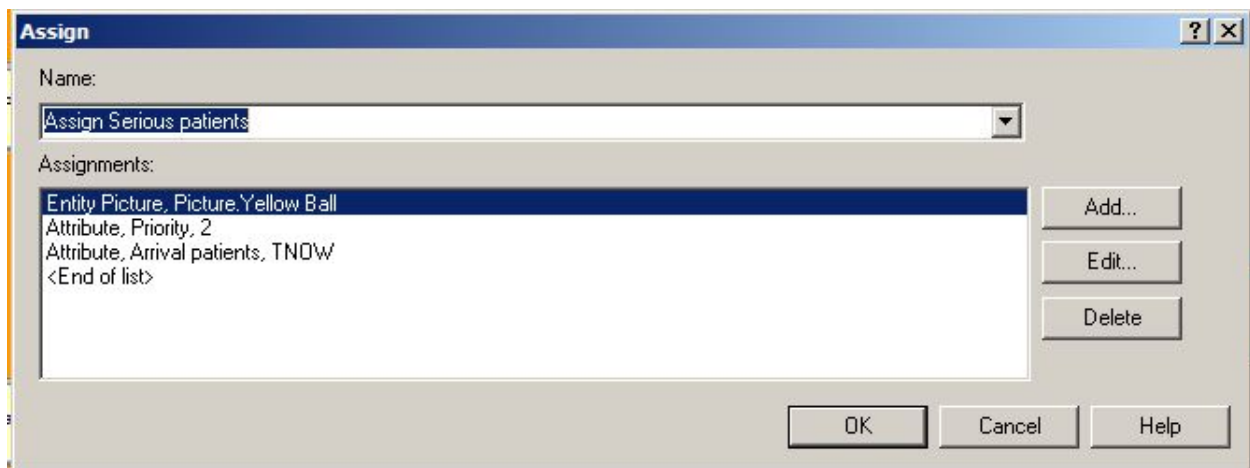 Assign
Name:
Assign Serious patients
Assignments:
Entity Picture, Picture.Yellow Ball
Attribute, Priority, 2
Attribute, Arrival patients, TNOW
<End of list>
Add...
Edit...
Delete
OK
Cancel
Help